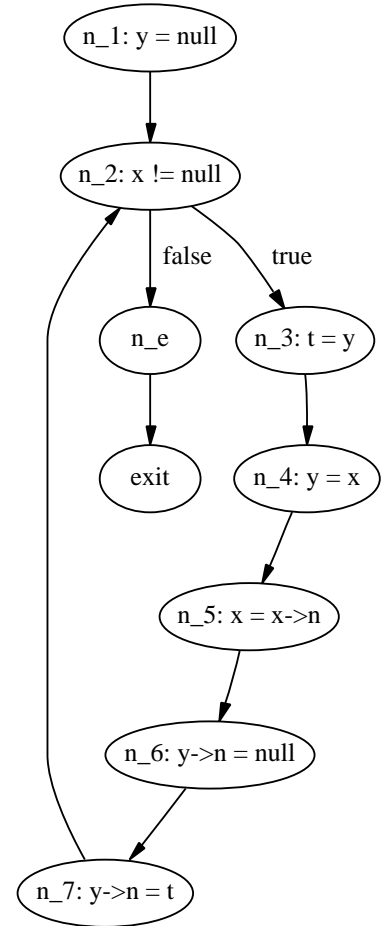 n_1: y = null
n_2: x != null
false
true
n_e
n_3: t = y
exit
n_4: y = x
n_5: x = x->n
n_6: y->n = null
n_7: y->n = t